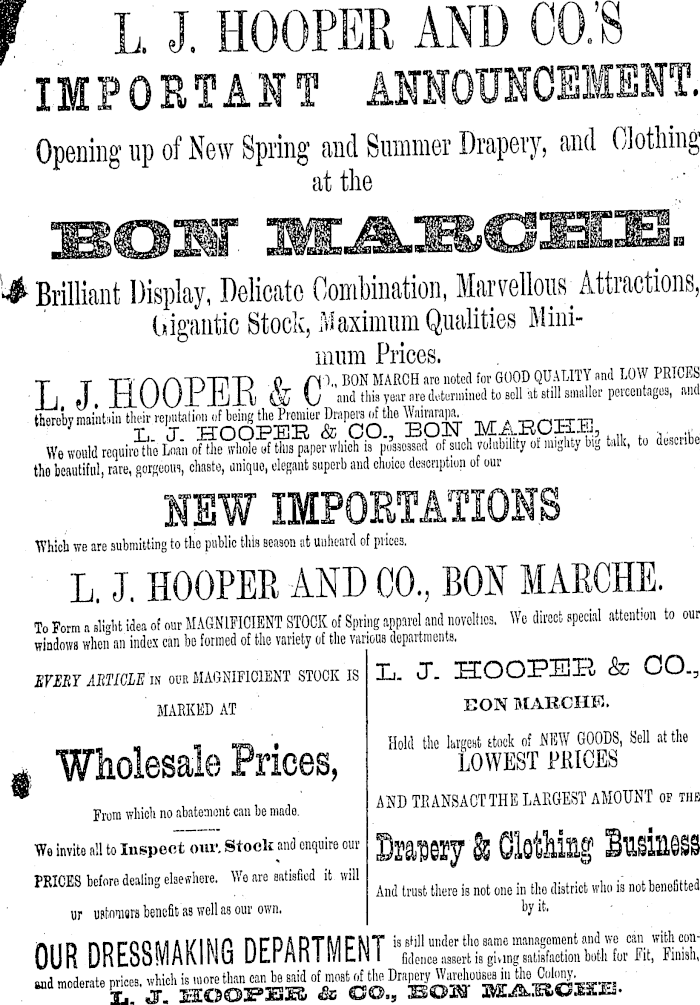 L. J. HOOPER AND CO.'S
IMPORTANT ANNOUNCEMENT.
Opening up of New Spring and Summer Drapery, and Clothing
at the
BON MARCHE.
Brilliant Display, Delicate Combination, Marvellous Attractions,
Gigantic Stock, Maximum Qualities Mini-
mum Prices.
L. J. HOOPER & CO., BON MARCH are noted for GOOD QUALITY and LOW PRICES
and this year are determined to sell at still smaller percentages, and
thereby maintain their reputation of being the Premier Drapers of the Wairarapa.
L. J. HOOPER & CO., BON MARCHE,
We would require the Loan of the whole of this paper which is possessed of such volubility of mighty big talk, to describe
the beautiful, rare, gorgeous, chaste, unique, elegant superb and choice description of our
NEW IMPORTATIONS
Which we are submitting to the public this season at unheard of prices.
L. J. HOOPER AND CO., BON MARCHE.
To Form a slight idea of our MAGNIFICIENT STOCK of Spring apparel and novelties. We direct special attention to our
windows when an index can be formed of the variety of the various departments.
EVERY ARTICLE IN OUR MAGNIFICIENT STOCK IS
MARKED AT
Wholesale Prices,
From which no abatement can be made.
We invite all to Inspect our Stock and enquire our
PRICES before dealing elsewhere. We are satisfied it will
ur ustomers benefit as well as our own.
L. J. HOOPER & CO.,
BON MARCHE.
Hold the largest stock of NEW GOODS, Sell at the
LOWEST PRICES
AND TRANSACT THE LARGEST AMOUNT OF THE
Drapery & Clothing Business
And trust there is not one in the district who is not benefitted
by it.
OUR DRESSMAKING DEPARTMENT is still under the same management and we can with con-
fidence assert is giving satisfaction both for Fit, Finish,
and moderate prices, which is more than can be said of most of the Drapery Warehouses in the Colony.
L. J. HOOPER & CO., BON MARCHE.